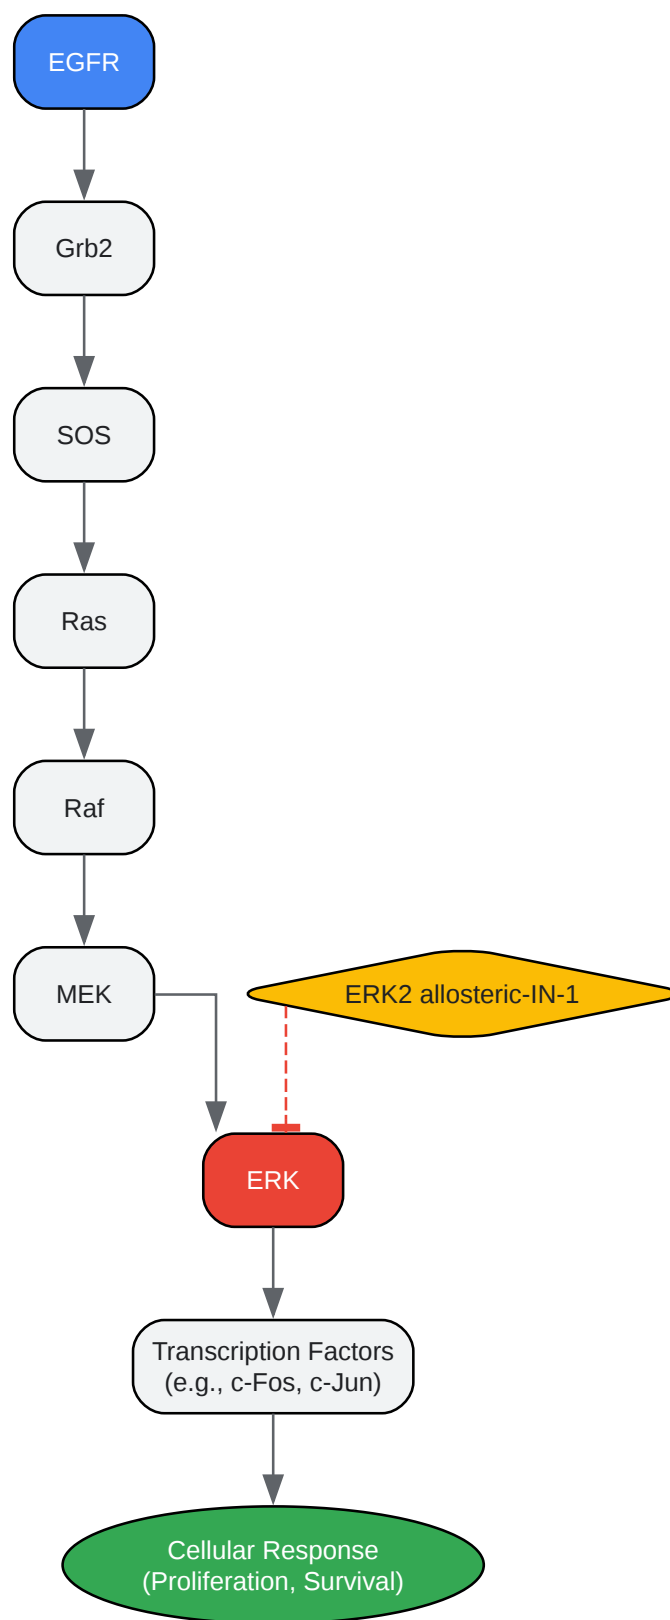 EGFR
Grb2
SOS
Ras
Raf
MEK
ERK2 allosteric-IN-1
ERK
Transcription Factors
(e.g., c-Fos, c-Jun)
Cellular Response
(Proliferation, Survival)